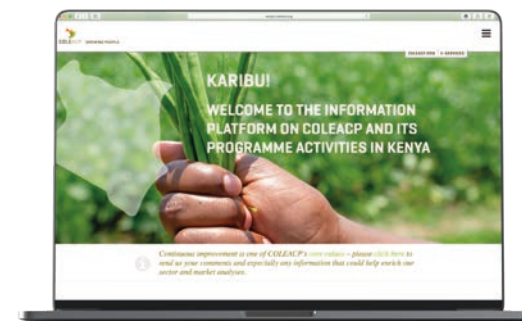 COLEACP GROWING PEOPLE
KARIBU!
WELCOME TO THE INFORMATION
PLATFORM ON COLEACP AND ITS
PROGRAMME ACTIVITIES IN KENYA
Continuous improvement is one of COLEACP's core values – please click here to
send us your comments and especially any information that could help enrich our
sector and market analyses.